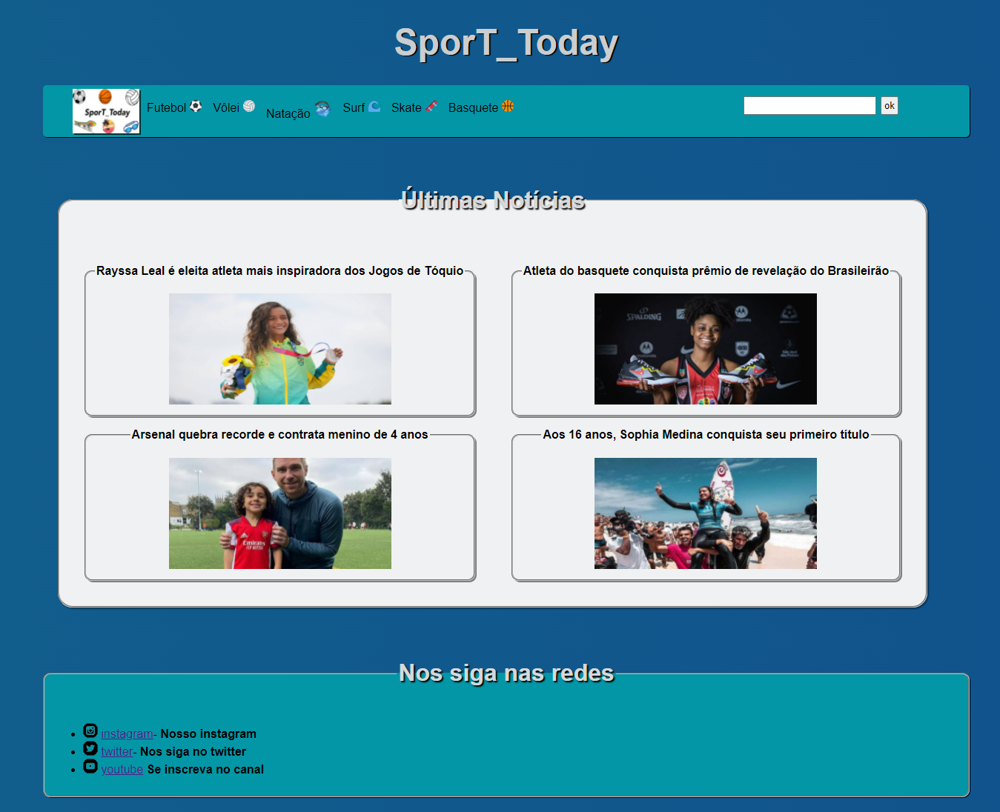 SporT_Today
SporT_Today
Futebol Vôlei Natação Surf Skate Basquete ok
Últimas Notícias
Rayssa Leal é eleita atleta mais inspiradora dos Jogos de Tóquio
Atleta do basquete conquista prêmio de revelação do Brasileirão
SPALDING
Arsenal quebra recorde e contrata menino de 4 anos
Emirates
FLY BETTER
Aos 16 anos, Sophia Medina conquista seu primeiro título
Nos siga nas redes
instagram- Nosso instagram
twitter- Nos siga no twitter
youtube Se inscreva no canal